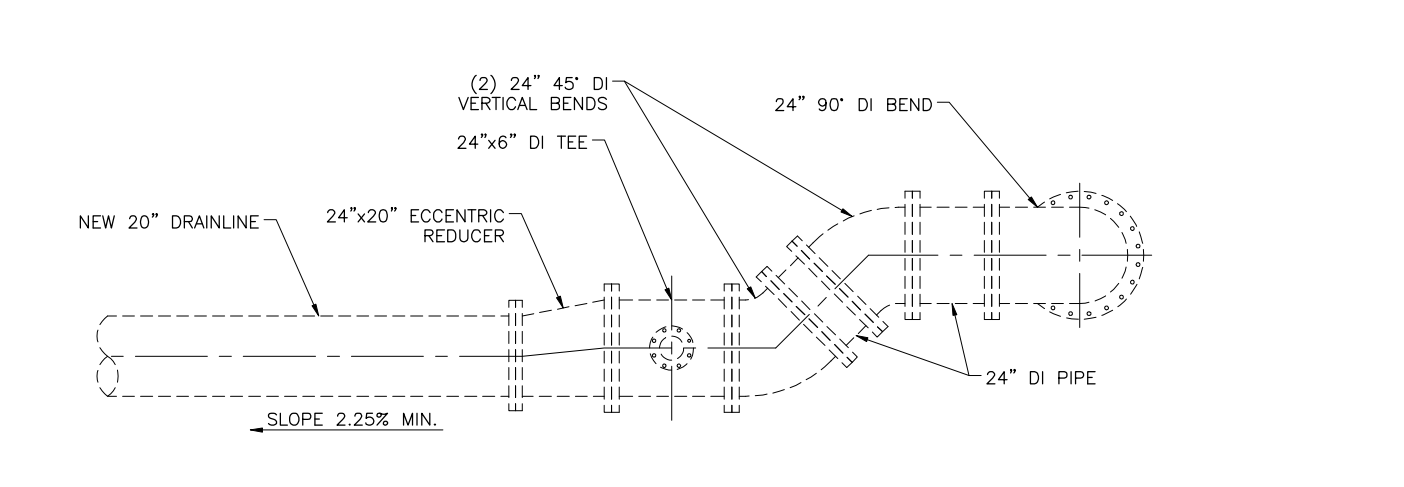 (2) 24" 45° DI
VERTICAL BENDS
24" 90° DI BEND
24"x6" DI TEE
NEW 20" DRAINLINE
24"x20" ECCENTRIC
REDUCER
24" DI PIPE
SLOPE 2.25% MIN.